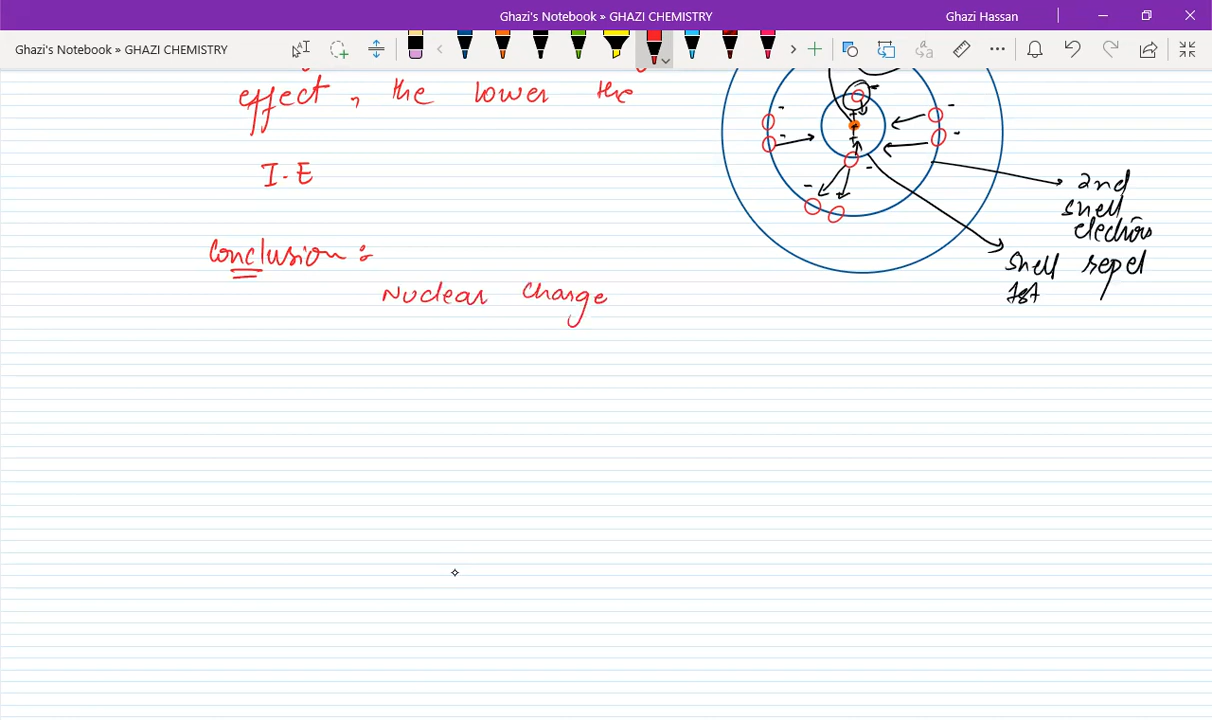 Ghazi's Notebook » GHAZI CHEMISTRY
Ghazi Hassan
Ghazi's Notebook » GHAZI CHEMISTRY
effect, the lower the
I.E
Conclusion:
Nuclear Charge
2nd
shell
electrons
repel
shell
1st